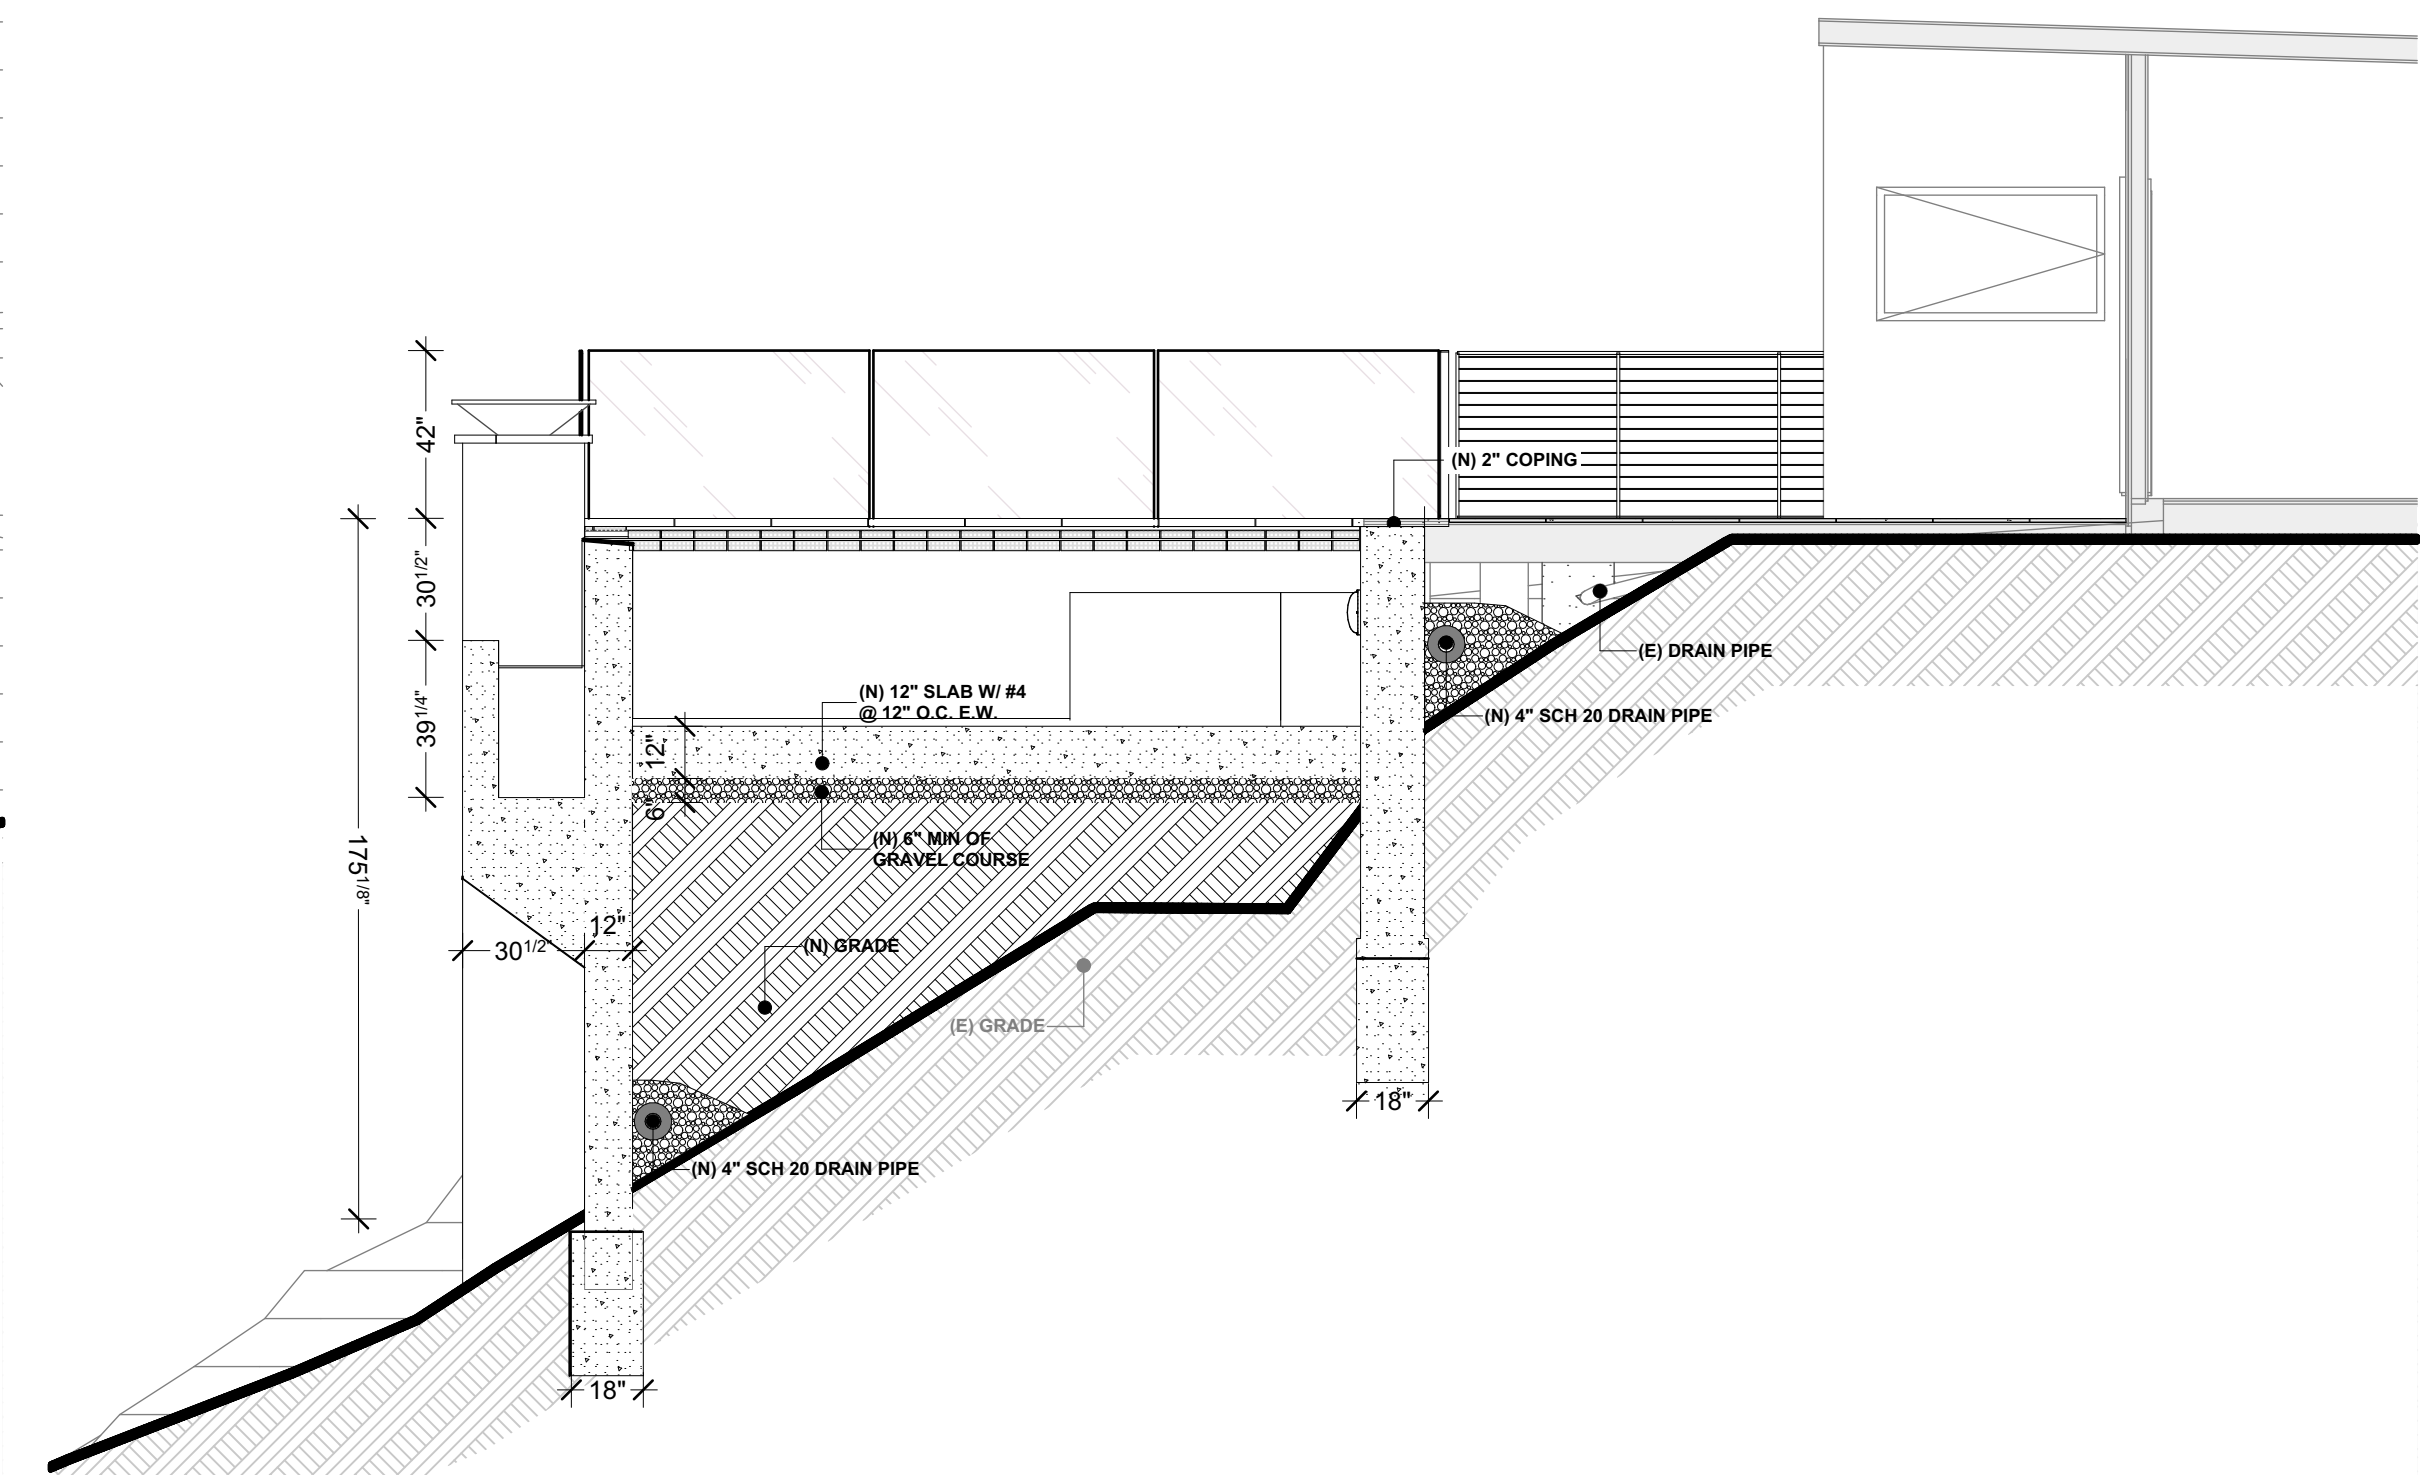 42"
(N) 2" COPING
30 1/2"
(E) DRAIN PIPE
(N) 12" SLAB W/ #4
@ 12" O.C. E.W.
39 1/4"
(N) 4" SCH 20 DRAIN PIPE
12"
6"
(N) 6" MIN OF
GRAVEL COURSE
175 1/8"
12"
30 1/2"
(N) GRADE
(E) GRADE
18"
(N) 4" SCH 20 DRAIN PIPE
18"